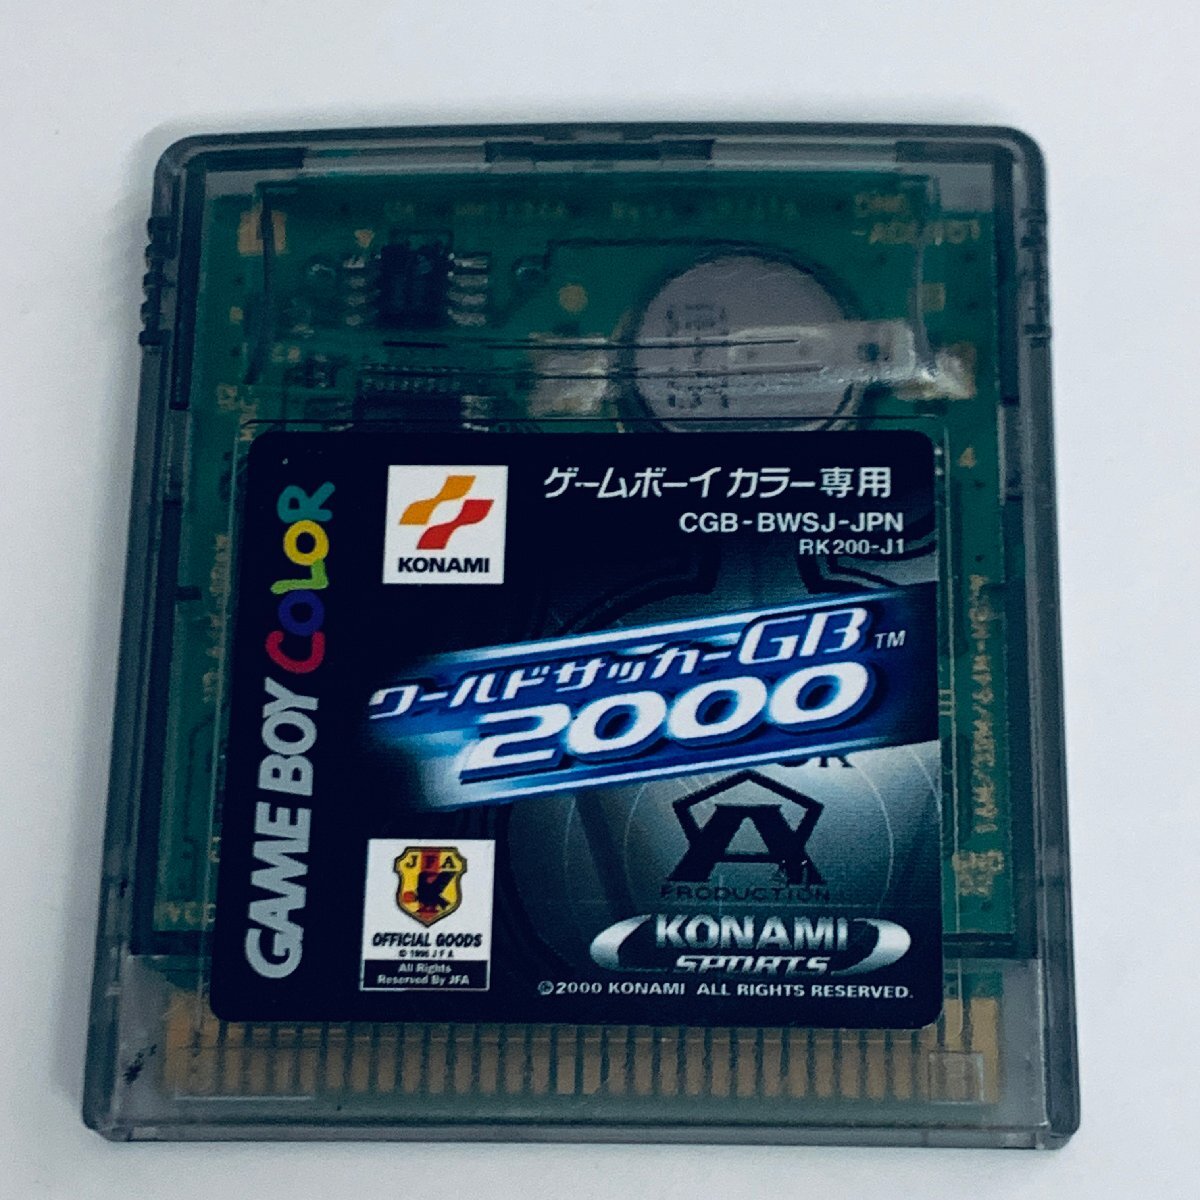 GAME BOY COLOR
KONAMI
ゲームボーイカラー専用
CGB-BWSJ-JPN
RK200-J1
ワールドサッカーGB™
2000
A
PRODUCTION
JFA
OFFICIAL GOODS
© 1996 J F A
All Rights
Reserved By JFA
KONAMI
SPORTS
©2000 KONAMI ALL RIGHTS RESERVED.
4